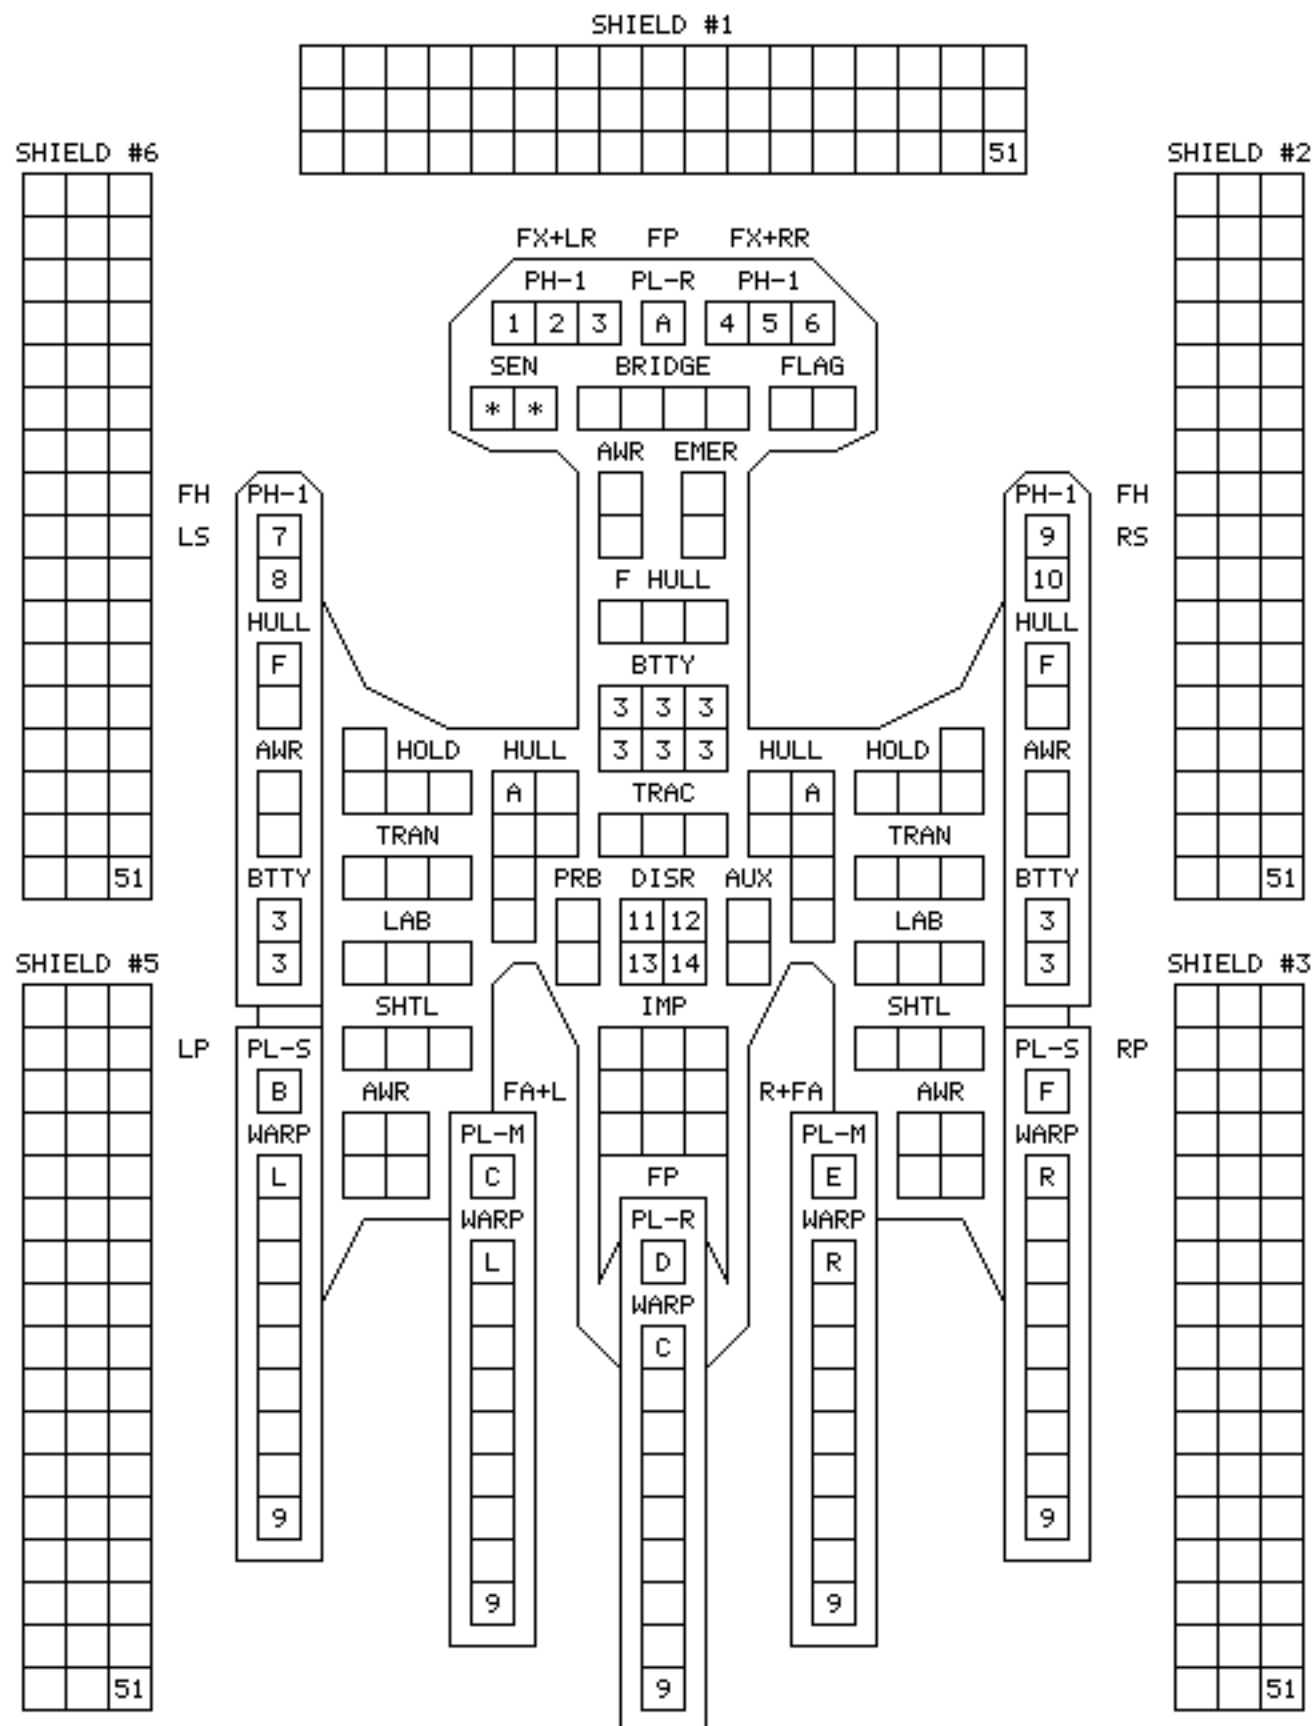 SHIELD #1
51
SHIELD #6 SHIELD #2
FX+LR FP FX+RR
PH-1 PL-R PH-1
1 2 3 A 4 5 6
SEN BRIDGE FLAG
* *
AWR EMER
FH PH-1 PH-1 FH
LS 7 9 RS
8 F HULL 10
HULL HULL
F BTTY F
3 3 3
AWR HOLD HULL 3 3 3 HULL HOLD AWR
A TRAC A
TRAN TRAN
51 BTTY PRB DISR AUX BTTY 51
3 LAB 11 12 LAB 3
SHIELD #5 3 13 14 3 SHIELD #3
SHTL IMP SHTL
LP PL-S PL-S RP
B AWR FA+L R+FA AWR F
WARP PL-M PL-M WARP
L C FP E R
WARP PL-R WARP
L D R
WARP
C
9 9
9 9
51 9 51